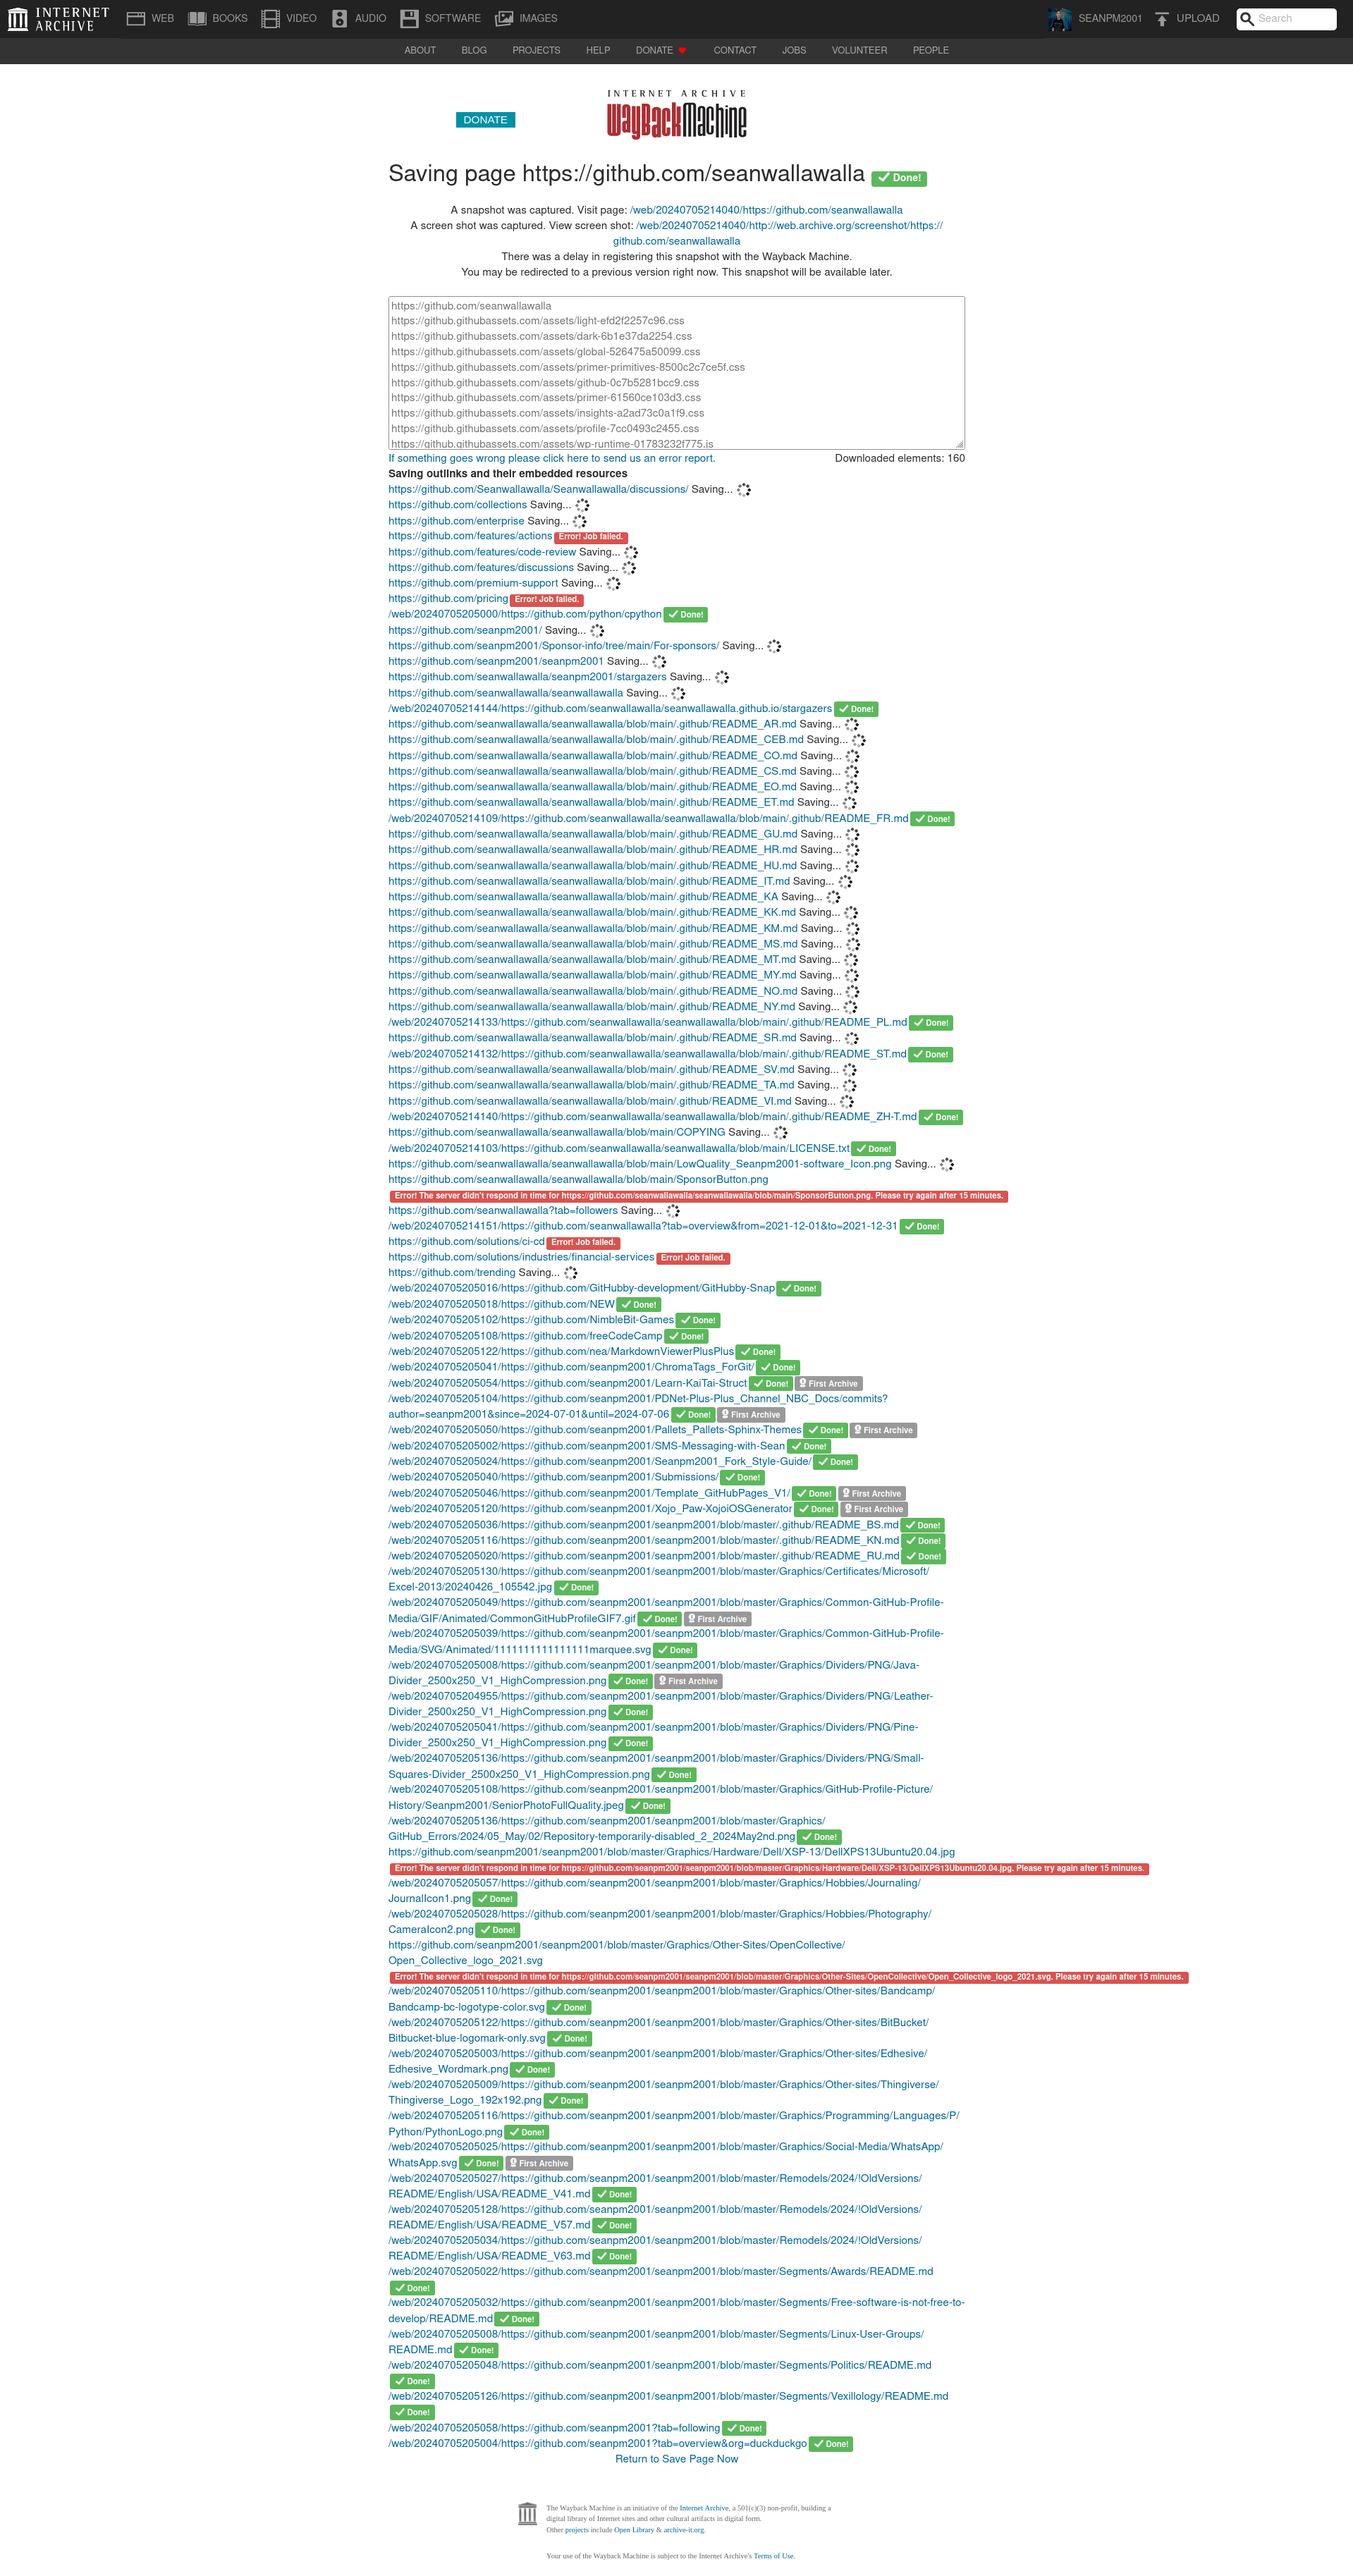 INTERNET ARCHIVE
WEB BOOKS VIDEO AUDIO SOFTWARE IMAGES SEANPM2001 UPLOAD Search
ABOUT BLOG PROJECTS HELP DONATE CONTACT JOBS VOLUNTEER PEOPLE
INTERNET ARCHIVE
DONATE WayBackMachine
Saving page https://github.com/seanwallawalla Done!
A snapshot was captured. Visit page: /web/20240705214040/https://github.com/seanwallawalla
A screen shot was captured. View screen shot: /web/20240705214040/http://web.archive.org/screenshot/https://
github.com/seanwallawalla
There was a delay in registering this snapshot with the Wayback Machine.
You may be redirected to a previous version right now. This snapshot will be available later.
https://github.com/seanwallawalla
https://github.githubassets.com/assets/light-efd2f2257c96.css
https://github.githubassets.com/assets/dark-6b1e37da2254.css
https://github.githubassets.com/assets/global-526475a50099.css
https://github.githubassets.com/assets/primer-primitives-8500c2c7ce5f.css
https://github.githubassets.com/assets/github-0c7b5281bcc9.css
https://github.githubassets.com/assets/primer-61560ce103d3.css
https://github.githubassets.com/assets/insights-a2ad73c0a1f9.css
https://github.githubassets.com/assets/profile-7cc0493c2455.css
https://github.githubassets.com/assets/wp-runtime-01783232f775.js
If something goes wrong please click here to send us an error report. Downloaded elements: 160
Saving outlinks and their embedded resources
https://github.com/Seanwallawalla/Seanwallawalla/discussions/ Saving...
https://github.com/collections Saving...
https://github.com/enterprise Saving...
https://github.com/features/actions Error! Job failed.
https://github.com/features/code-review Saving...
https://github.com/features/discussions Saving...
https://github.com/premium-support Saving...
https://github.com/pricing Error! Job failed.
/web/20240705205000/https://github.com/python/cpython Done!
https://github.com/seanpm2001/ Saving...
https://github.com/seanpm2001/Sponsor-info/tree/main/For-sponsors/ Saving...
https://github.com/seanpm2001/seanpm2001 Saving...
https://github.com/seanwallawalla/seanpm2001/stargazers Saving...
https://github.com/seanwallawalla/seanwallawalla Saving...
/web/20240705214144/https://github.com/seanwallawalla/seanwallawalla.github.io/stargazers Done!
https://github.com/seanwallawalla/seanwallawalla/blob/main/.github/README_AR.md Saving...
https://github.com/seanwallawalla/seanwallawalla/blob/main/.github/README_CEB.md Saving...
https://github.com/seanwallawalla/seanwallawalla/blob/main/.github/README_CO.md Saving...
https://github.com/seanwallawalla/seanwallawalla/blob/main/.github/README_CS.md Saving...
https://github.com/seanwallawalla/seanwallawalla/blob/main/.github/README_EO.md Saving...
https://github.com/seanwallawalla/seanwallawalla/blob/main/.github/README_ET.md Saving...
/web/20240705214109/https://github.com/seanwallawalla/seanwallawalla/blob/main/.github/README_FR.md Done!
https://github.com/seanwallawalla/seanwallawalla/blob/main/.github/README_GU.md Saving...
https://github.com/seanwallawalla/seanwallawalla/blob/main/.github/README_HR.md Saving...
https://github.com/seanwallawalla/seanwallawalla/blob/main/.github/README_HU.md Saving...
https://github.com/seanwallawalla/seanwallawalla/blob/main/.github/README_IT.md Saving...
https://github.com/seanwallawalla/seanwallawalla/blob/main/.github/README_KA Saving...
https://github.com/seanwallawalla/seanwallawalla/blob/main/.github/README_KK.md Saving...
https://github.com/seanwallawalla/seanwallawalla/blob/main/.github/README_KM.md Saving...
https://github.com/seanwallawalla/seanwallawalla/blob/main/.github/README_MS.md Saving...
https://github.com/seanwallawalla/seanwallawalla/blob/main/.github/README_MT.md Saving...
https://github.com/seanwallawalla/seanwallawalla/blob/main/.github/README_MY.md Saving...
https://github.com/seanwallawalla/seanwallawalla/blob/main/.github/README_NO.md Saving...
https://github.com/seanwallawalla/seanwallawalla/blob/main/.github/README_NY.md Saving...
/web/20240705214133/https://github.com/seanwallawalla/seanwallawalla/blob/main/.github/README_PL.md Done!
https://github.com/seanwallawalla/seanwallawalla/blob/main/.github/README_SR.md Saving...
/web/20240705214132/https://github.com/seanwallawalla/seanwallawalla/blob/main/.github/README_ST.md Done!
https://github.com/seanwallawalla/seanwallawalla/blob/main/.github/README_SV.md Saving...
https://github.com/seanwallawalla/seanwallawalla/blob/main/.github/README_TA.md Saving...
https://github.com/seanwallawalla/seanwallawalla/blob/main/.github/README_VI.md Saving...
/web/20240705214140/https://github.com/seanwallawalla/seanwallawalla/blob/main/.github/README_ZH-T.md Done!
https://github.com/seanwallawalla/seanwallawalla/blob/main/COPYING Saving...
/web/20240705214103/https://github.com/seanwallawalla/seanwallawalla/blob/main/LICENSE.txt Done!
https://github.com/seanwallawalla/seanwallawalla/blob/main/LowQuality_Seanpm2001-software_Icon.png Saving...
https://github.com/seanwallawalla/seanwallawalla/blob/main/SponsorButton.png
Error! The server didn't respond in time for https://github.com/seanwallawalla/seanwallawalla/blob/main/SponsorButton.png. Please try again after 15 minutes.
https://github.com/seanwallawalla?tab=followers Saving...
/web/20240705214151/https://github.com/seanwallawalla?tab=overview&from=2021-12-01&to=2021-12-31 Done!
https://github.com/solutions/ci-cd Error! Job failed.
https://github.com/solutions/industries/financial-services Error! Job failed.
https://github.com/trending Saving...
/web/20240705205016/https://github.com/GitHubby-development/GitHubby-Snap Done!
/web/20240705205018/https://github.com/NEW Done!
/web/20240705205102/https://github.com/NimbleBit-Games Done!
/web/20240705205108/https://github.com/freeCodeCamp Done!
/web/20240705205122/https://github.com/nea/MarkdownViewerPlusPlus Done!
/web/20240705205041/https://github.com/seanpm2001/ChromaTags_ForGit/ Done!
/web/20240705205054/https://github.com/seanpm2001/Learn-KaiTai-Struct Done! First Archive
/web/20240705205104/https://github.com/seanpm2001/PDNet-Plus-Plus_Channel_NBC_Docs/commits?
author=seanpm2001&since=2024-07-01&until=2024-07-06 Done! First Archive
/web/20240705205050/https://github.com/seanpm2001/Pallets_Pallets-Sphinx-Themes Done! First Archive
/web/20240705205002/https://github.com/seanpm2001/SMS-Messaging-with-Sean Done!
/web/20240705205024/https://github.com/seanpm2001/Seanpm2001_Fork_Style-Guide/ Done!
/web/20240705205040/https://github.com/seanpm2001/Submissions/ Done!
/web/20240705205046/https://github.com/seanpm2001/Template_GitHubPages_V1/ Done! First Archive
/web/20240705205120/https://github.com/seanpm2001/Xojo_Paw-XojoiOSGenerator Done! First Archive
/web/20240705205036/https://github.com/seanpm2001/seanpm2001/blob/master/.github/README_BS.md Done!
/web/20240705205116/https://github.com/seanpm2001/seanpm2001/blob/master/.github/README_KN.md Done!
/web/20240705205020/https://github.com/seanpm2001/seanpm2001/blob/master/.github/README_RU.md Done!
/web/20240705205130/https://github.com/seanpm2001/seanpm2001/blob/master/Graphics/Certificates/Microsoft/
Excel-2013/20240426_105542.jpg Done!
/web/20240705205049/https://github.com/seanpm2001/seanpm2001/blob/master/Graphics/Common-GitHub-Profile-
Media/GIF/Animated/CommonGitHubProfileGIF7.gif Done! First Archive
/web/20240705205039/https://github.com/seanpm2001/seanpm2001/blob/master/Graphics/Common-GitHub-Profile-
Media/SVG/Animated/1111111111111111marquee.svg Done!
/web/20240705205008/https://github.com/seanpm2001/seanpm2001/blob/master/Graphics/Dividers/PNG/Java-
Divider_2500x250_V1_HighCompression.png Done! First Archive
/web/20240705204955/https://github.com/seanpm2001/seanpm2001/blob/master/Graphics/Dividers/PNG/Leather-
Divider_2500x250_V1_HighCompression.png Done!
/web/20240705205041/https://github.com/seanpm2001/seanpm2001/blob/master/Graphics/Dividers/PNG/Pine-
Divider_2500x250_V1_HighCompression.png Done!
/web/20240705205136/https://github.com/seanpm2001/seanpm2001/blob/master/Graphics/Dividers/PNG/Small-
Squares-Divider_2500x250_V1_HighCompression.png Done!
/web/20240705205108/https://github.com/seanpm2001/seanpm2001/blob/master/Graphics/GitHub-Profile-Picture/
History/Seanpm2001/SeniorPhotoFullQuality.jpeg Done!
/web/20240705205136/https://github.com/seanpm2001/seanpm2001/blob/master/Graphics/
GitHub_Errors/2024/05_May/02/Repository-temporarily-disabled_2_2024May2nd.png Done!
https://github.com/seanpm2001/seanpm2001/blob/master/Graphics/Hardware/Dell/XSP-13/DellXPS13Ubuntu20.04.jpg
Error! The server didn't respond in time for https://github.com/seanpm2001/seanpm2001/blob/master/Graphics/Hardware/Dell/XSP-13/DellXPS13Ubuntu20.04.jpg. Please try again after 15 minutes.
/web/20240705205057/https://github.com/seanpm2001/seanpm2001/blob/master/Graphics/Hobbies/Journaling/
JournalIcon1.png Done!
/web/20240705205028/https://github.com/seanpm2001/seanpm2001/blob/master/Graphics/Hobbies/Photography/
CameraIcon2.png Done!
https://github.com/seanpm2001/seanpm2001/blob/master/Graphics/Other-Sites/OpenCollective/
Open_Collective_logo_2021.svg
Error! The server didn't respond in time for https://github.com/seanpm2001/seanpm2001/blob/master/Graphics/Other-Sites/OpenCollective/Open_Collective_logo_2021.svg. Please try again after 15 minutes.
/web/20240705205110/https://github.com/seanpm2001/seanpm2001/blob/master/Graphics/Other-sites/Bandcamp/
Bandcamp-bc-logotype-color.svg Done!
/web/20240705205122/https://github.com/seanpm2001/seanpm2001/blob/master/Graphics/Other-sites/BitBucket/
Bitbucket-blue-logomark-only.svg Done!
/web/20240705205003/https://github.com/seanpm2001/seanpm2001/blob/master/Graphics/Other-sites/Edhesive/
Edhesive_Wordmark.png Done!
/web/20240705205009/https://github.com/seanpm2001/seanpm2001/blob/master/Graphics/Other-sites/Thingiverse/
Thingiverse_Logo_192x192.png Done!
/web/20240705205116/https://github.com/seanpm2001/seanpm2001/blob/master/Graphics/Programming/Languages/P/
Python/PythonLogo.png Done!
/web/20240705205025/https://github.com/seanpm2001/seanpm2001/blob/master/Graphics/Social-Media/WhatsApp/
WhatsApp.svg Done! First Archive
/web/20240705205027/https://github.com/seanpm2001/seanpm2001/blob/master/Remodels/2024/!OldVersions/
README/English/USA/README_V41.md Done!
/web/20240705205128/https://github.com/seanpm2001/seanpm2001/blob/master/Remodels/2024/!OldVersions/
README/English/USA/README_V57.md Done!
/web/20240705205034/https://github.com/seanpm2001/seanpm2001/blob/master/Remodels/2024/!OldVersions/
README/English/USA/README_V63.md Done!
/web/20240705205022/https://github.com/seanpm2001/seanpm2001/blob/master/Segments/Awards/README.md
Done!
/web/20240705205032/https://github.com/seanpm2001/seanpm2001/blob/master/Segments/Free-software-is-not-free-to-
develop/README.md Done!
/web/20240705205008/https://github.com/seanpm2001/seanpm2001/blob/master/Segments/Linux-User-Groups/
README.md Done!
/web/20240705205048/https://github.com/seanpm2001/seanpm2001/blob/master/Segments/Politics/README.md
Done!
/web/20240705205126/https://github.com/seanpm2001/seanpm2001/blob/master/Segments/Vexillology/README.md
Done!
/web/20240705205058/https://github.com/seanpm2001?tab=following Done!
/web/20240705205004/https://github.com/seanpm2001?tab=overview&org=duckduckgo Done!
Return to Save Page Now
The Wayback Machine is an initiative of the Internet Archive, a 501(c)(3) non-profit, building a
digital library of Internet sites and other cultural artifacts in digital form.
Other projects include Open Library & archive-it.org.
Your use of the Wayback Machine is subject to the Internet Archive's Terms of Use.